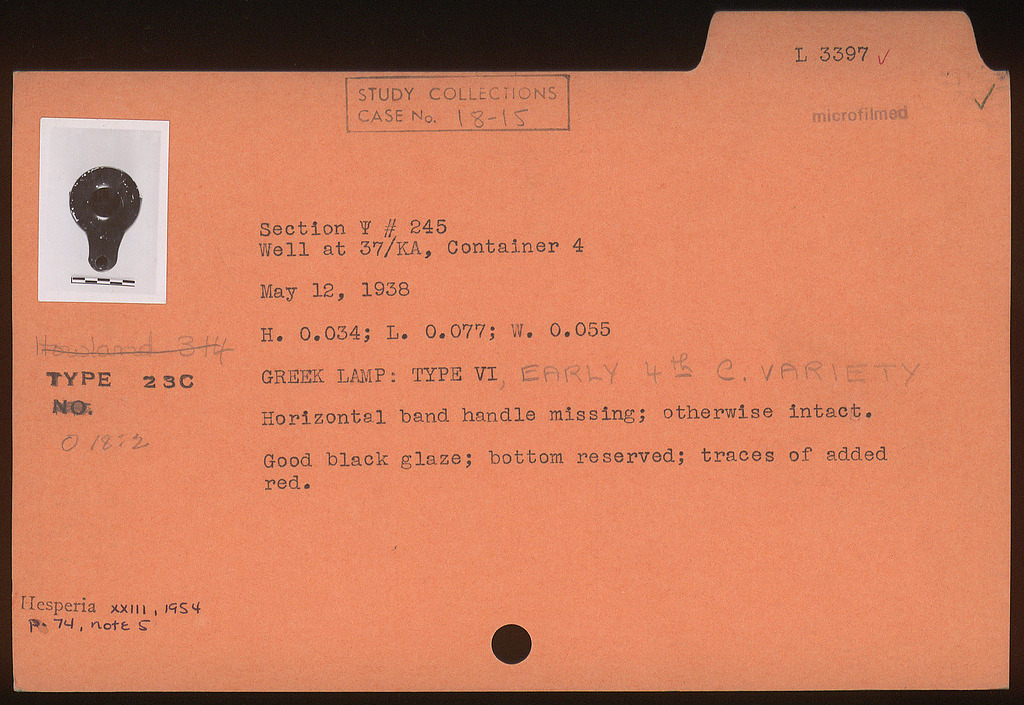 L 3397 ✓
STUDY COLLECTIONS
CASE No. 18-15
microfilmed
✓
Section Ψ # 245
Well at 37/KA, Container 4
May 12, 1938
H. 0.034; L. 0.077; W. 0.055
Howland 314
TYPE 23C
NO.
GREEK LAMP: TYPE VI, EARLY 4th C. VARIETY
Horizontal band handle missing; otherwise intact.
Good black glaze; bottom reserved; traces of added
red.
Hesperia XXIII, 1954
p. 74, note 5